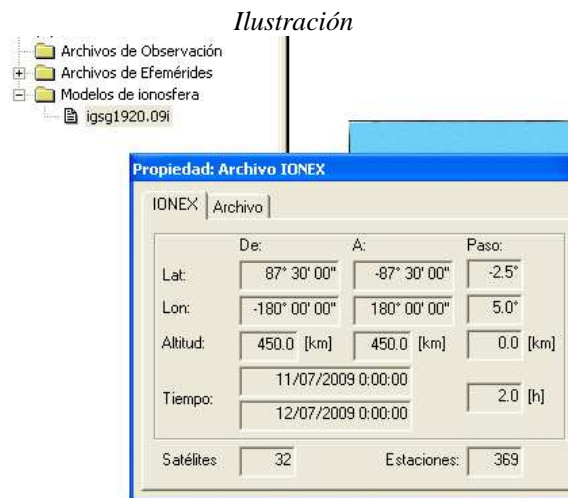 Ilustración
Archivos de Observación
Archivos de Efemérides
Modelos de ionosfera
igsg1920.09i
Propiedad: Archivo IONEX
IONEX Archivo
De: A: Paso:
Lat: 87° 30' 00" -87° 30' 00" -2.5°
Lon: -180° 00' 00" 180° 00' 00" 5.0°
Altitud: 450.0 [km] 450.0 [km] 0.0 [km]
Tiempo: 11/07/2009 0:00:00 2.0 [h]
12/07/2009 0:00:00
Satélites 32 Estaciones: 369